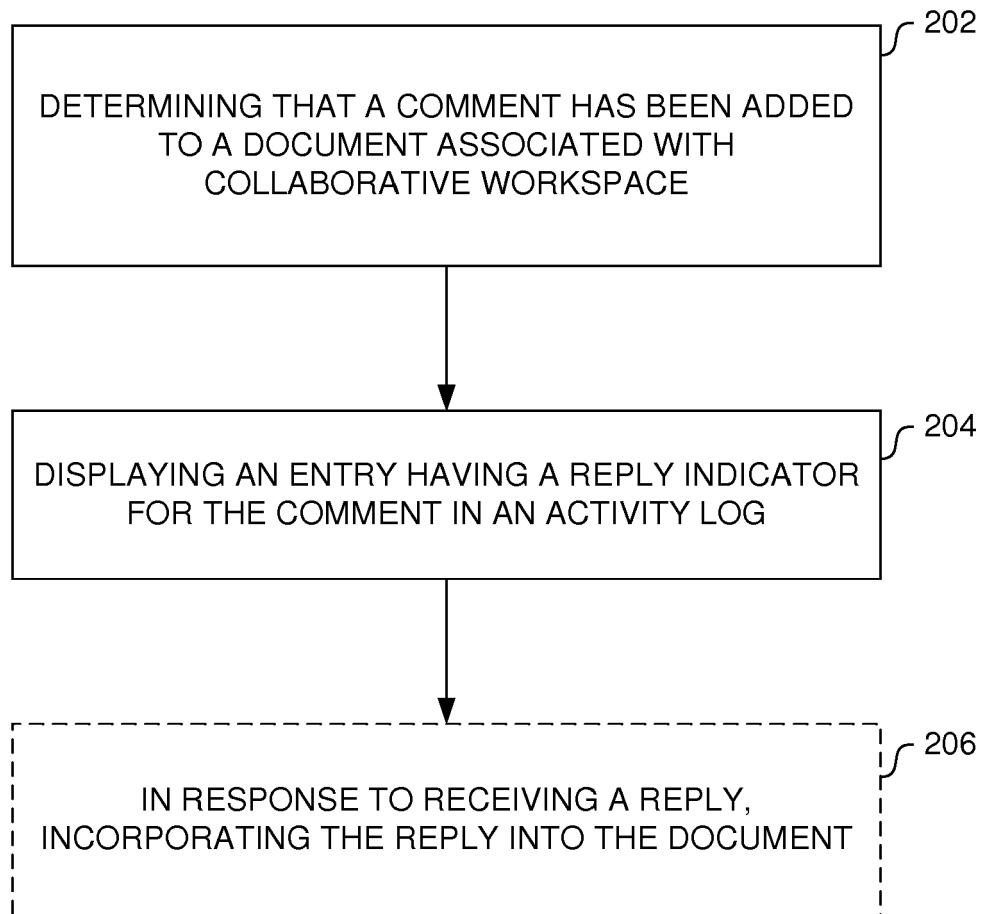 202
DETERMINING THAT A COMMENT HAS BEEN ADDED
TO A DOCUMENT ASSOCIATED WITH
COLLABORATIVE WORKSPACE
204
DISPLAYING AN ENTRY HAVING A REPLY INDICATOR
FOR THE COMMENT IN AN ACTIVITY LOG
206
IN RESPONSE TO RECEIVING A REPLY,
INCORPORATING THE REPLY INTO THE DOCUMENT